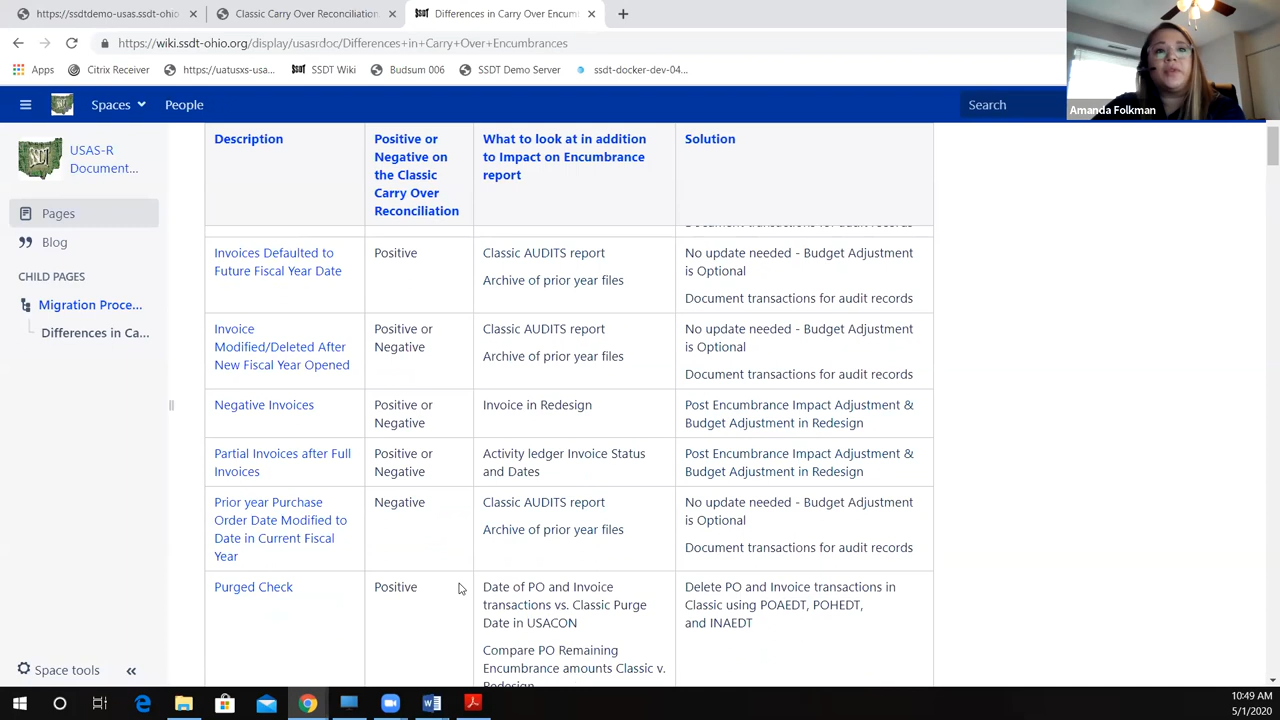 https://ssdtdemo-usas.ssdt-ohio
Classic Carry Over Reconciliation
SSDT Differences in Carry Over Encum
https://wiki.ssdt-ohio.org/display/usasrdoc/Differences+in+Carry+Over+Encumbrances
Apps Citrix Receiver https://uatusxs-usa... SSDT SSDT Wiki Budsum 006 SSDT Demo Server ssdt-docker-dev-04...
Amanda Folkman
Spaces People Search
SSDT
USAS-R
Document...
Pages
Blog
CHILD PAGES
Migration Proce...
Differences in Ca...
Space tools
Description
Positive or
Negative on
the Classic
Carry Over
Reconciliation
What to look at in addition
to Impact on Encumbrance
report
Solution
Document transactions for audit records
Invoices Defaulted to
Future Fiscal Year Date
Positive
Classic AUDITS report
Archive of prior year files
No update needed - Budget Adjustment
is Optional
Document transactions for audit records
Invoice
Modified/Deleted After
New Fiscal Year Opened
Positive or
Negative
Classic AUDITS report
Archive of prior year files
No update needed - Budget Adjustment
is Optional
Document transactions for audit records
Negative Invoices
Positive or
Negative
Invoice in Redesign
Post Encumbrance Impact Adjustment &
Budget Adjustment in Redesign
Partial Invoices after Full
Invoices
Positive or
Negative
Activity ledger Invoice Status
and Dates
Post Encumbrance Impact Adjustment &
Budget Adjustment in Redesign
Prior year Purchase
Order Date Modified to
Date in Current Fiscal
Year
Negative
Classic AUDITS report
Archive of prior year files
No update needed - Budget Adjustment
is Optional
Document transactions for audit records
Purged Check
Positive
Date of PO and Invoice
transactions vs. Classic Purge
Date in USACON
Compare PO Remaining
Encumbrance amounts Classic v.
Redesign
Delete PO and Invoice transactions in
Classic using POAEDT, POHEDT,
and INAEDT
10:49 AM
5/1/2020